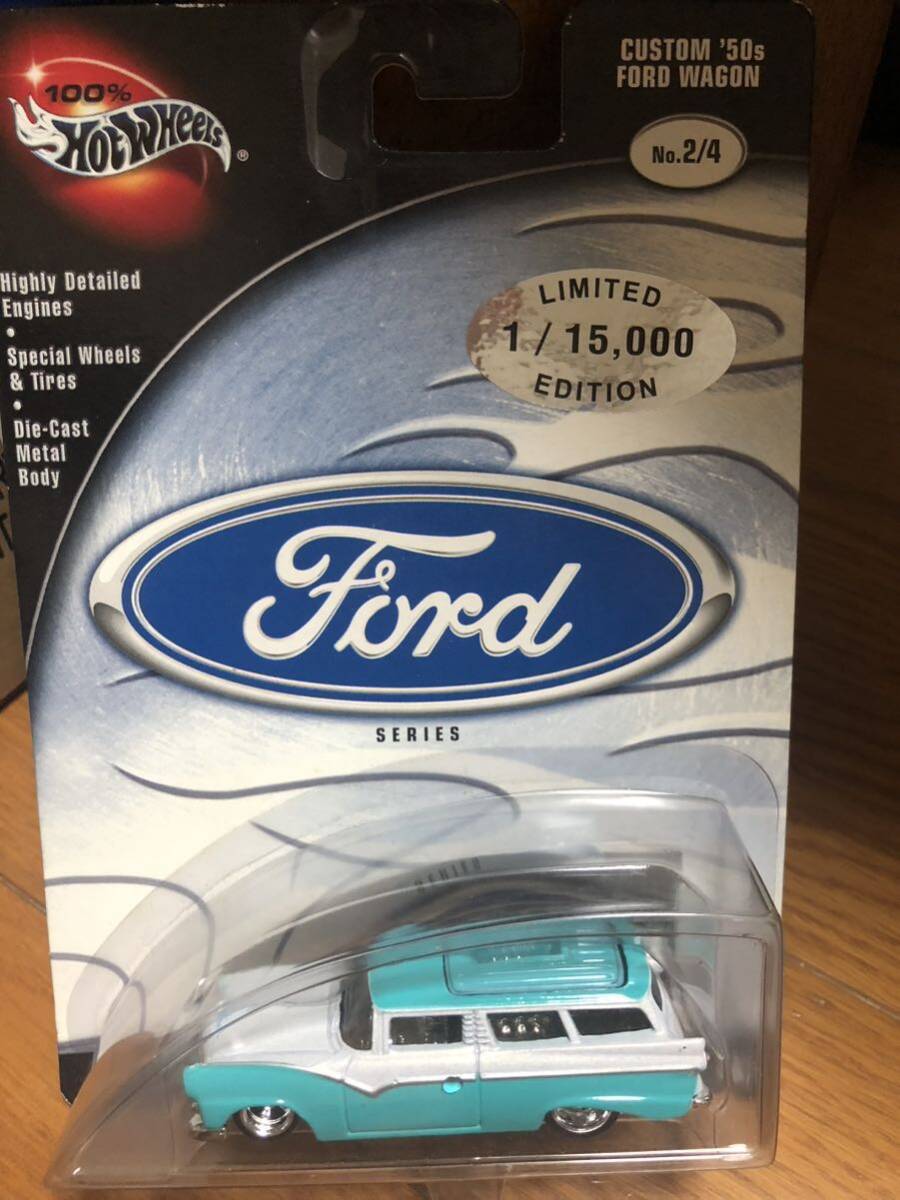 100%
Hot Wheels®
CUSTOM '50s
FORD WAGON
No.2/4
Highly Detailed
Engines
•
Special Wheels
& Tires
•
Die-Cast
Metal
Body
LIMITED
1 / 15,000
EDITION
Ford
SERIES
SERIES